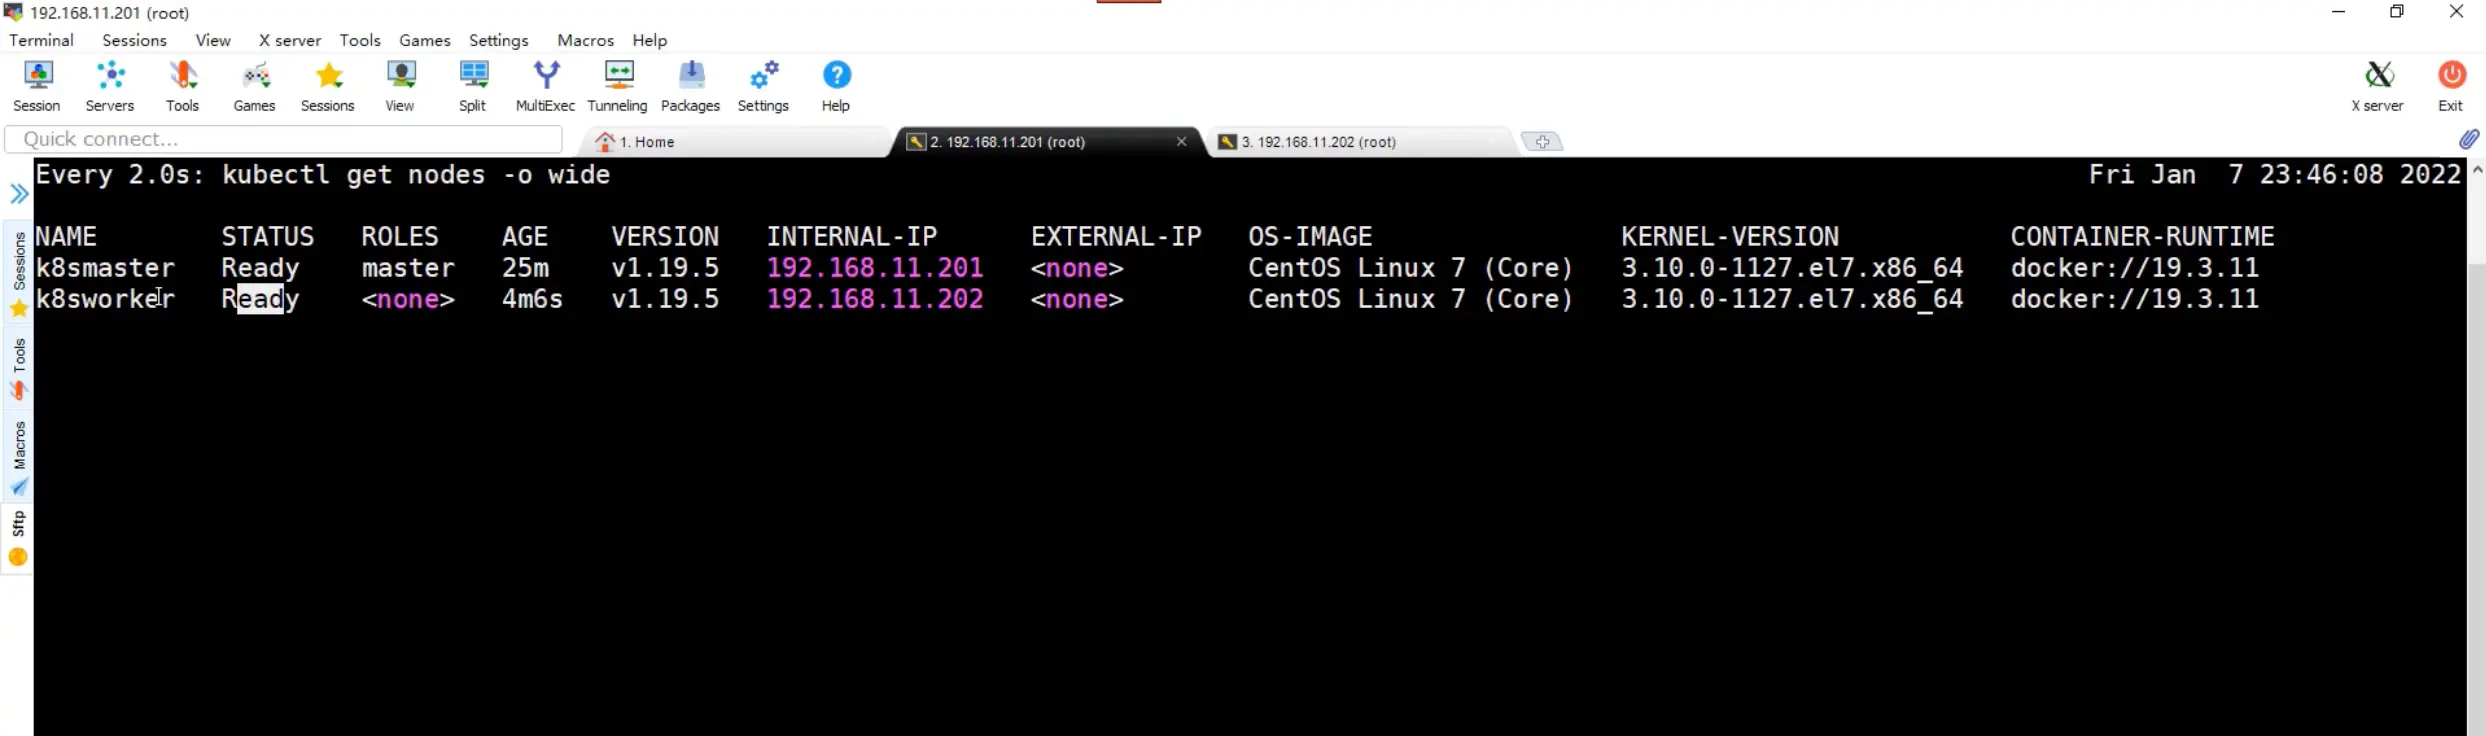 192.168.11.201 (root)
Terminal Sessions View X server Tools Games Settings Macros Help
Session Servers Tools Games Sessions View Split MultiExec Tunneling Packages Settings Help X server Exit
Quick connect... 1. Home 2. 192.168.11.201 (root) 3. 192.168.11.202 (root)
Every 2.0s: kubectl get nodes -o wide Fri Jan 7 23:46:08 2022
NAME STATUS ROLES AGE VERSION INTERNAL-IP EXTERNAL-IP OS-IMAGE KERNEL-VERSION CONTAINER-RUNTIME
k8smaster Ready master 25m v1.19.5 192.168.11.201 <none> CentOS Linux 7 (Core) 3.10.0-1127.el7.x86_64 docker://19.3.11
k8sworker Ready <none> 4m6s v1.19.5 192.168.11.202 <none> CentOS Linux 7 (Core) 3.10.0-1127.el7.x86_64 docker://19.3.11
Sessions
Tools
Macros
Sftp